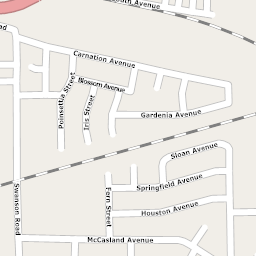 Avenue
Carnation Avenue
Blossom Avenue
Poinsettia Street
Iris Street
Gardenia Avenue
Sloan Avenue
Springfield Avenue
Swanson Road
Fern Street
Houston Avenue
McCasland Avenue